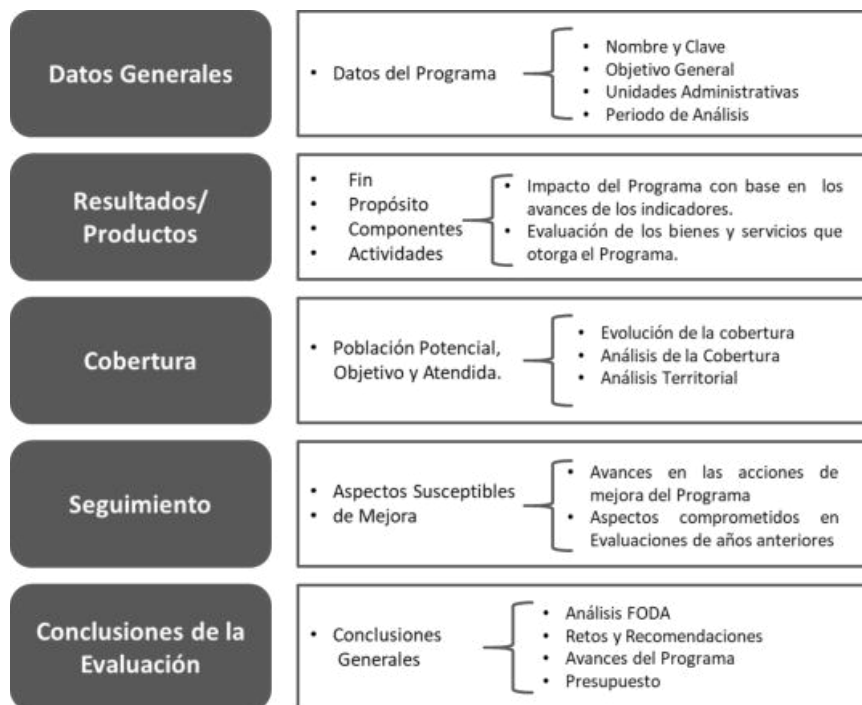 Datos Generales
• Datos del Programa
• Nombre y Clave
• Objetivo General
• Unidades Administrativas
• Periodo de Análisis
Resultados/
Productos
• Fin
• Propósito
• Componentes
• Actividades
• Impacto del Programa con base en los
avances de los indicadores.
• Evaluación de los bienes y servicios que
otorga el Programa.
Cobertura
• Población Potencial,
Objetivo y Atendida.
• Evolución de la cobertura
• Análisis de la Cobertura
• Análisis Territorial
Seguimiento
• Aspectos Susceptibles
• de Mejora
• Avances en las acciones de
mejora del Programa
• Aspectos comprometidos en
Evaluaciones de años anteriores
Conclusiones de la
Evaluación
• Conclusiones
Generales
• Análisis FODA
• Retos y Recomendaciones
• Avances del Programa
• Presupuesto